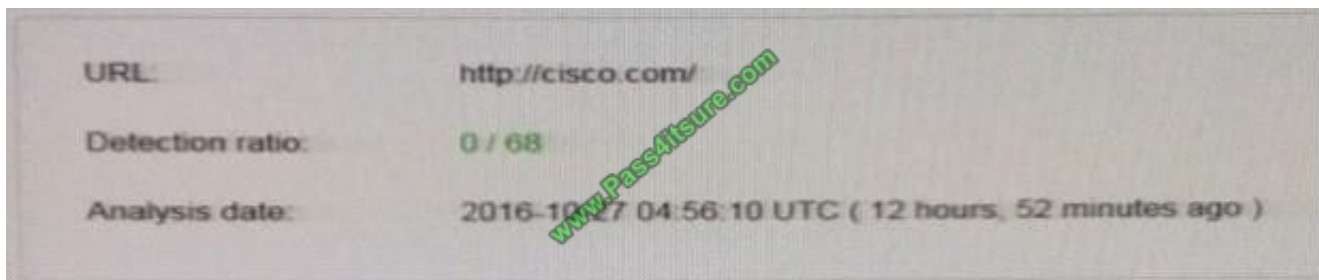 URL: http://cisco.com/
Detection ratio: 0 / 68
Analysis date: 2016-10-27 04:56:10 UTC ( 12 hours, 52 minutes ago )
www.Pass4itsure.com